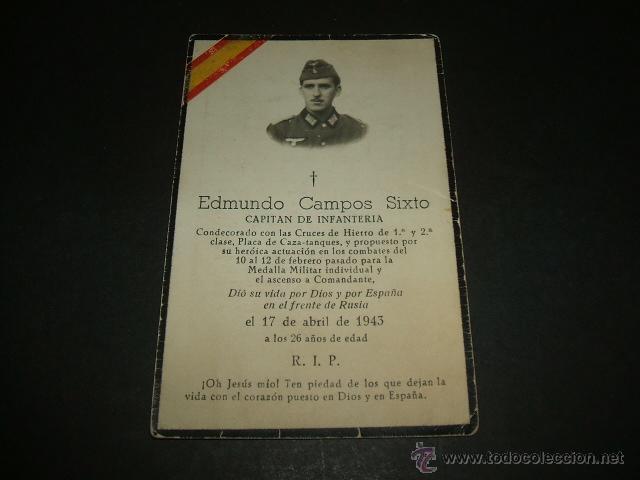 †
Edmundo Campos Sixto
CAPITAN DE INFANTERIA
Condecorado con las Cruces de Hierro de 1.ª y 2.ª
clase, Placa de Caza-tanques, y propuesto por
su heróica actuación en los combates del
10 al 12 de febrero pasado para la
Medalla Militar individual y
el ascenso a Comandante,
Dió su vida por Dios y por España
en el frente de Rusia
el 17 de abril de 1943
a los 26 años de edad
R. I. P.
¡Oh Jesús mío! Ten piedad de los que dejan la
vida con el corazón puesto en Dios y en España.
www.todocoleccion.net